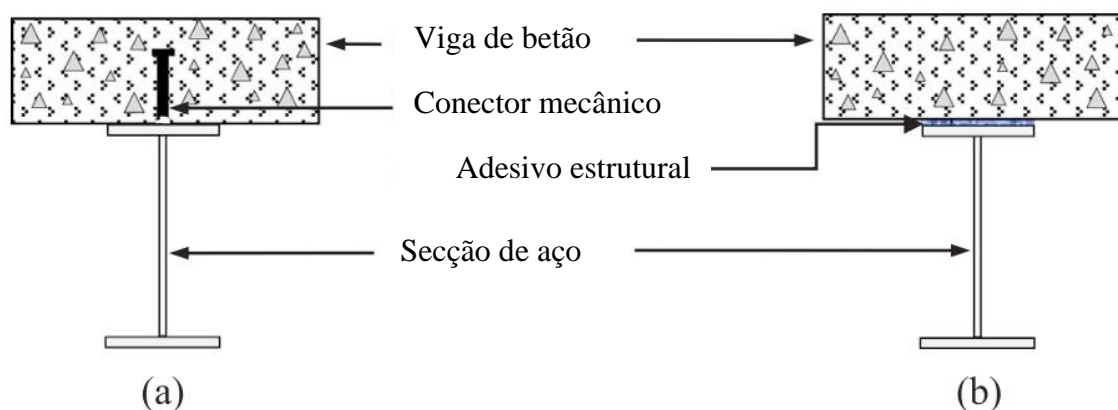 Viga de betão
Conector mecânico
Adesivo estrutural
Secção de aço
(a)
(b)